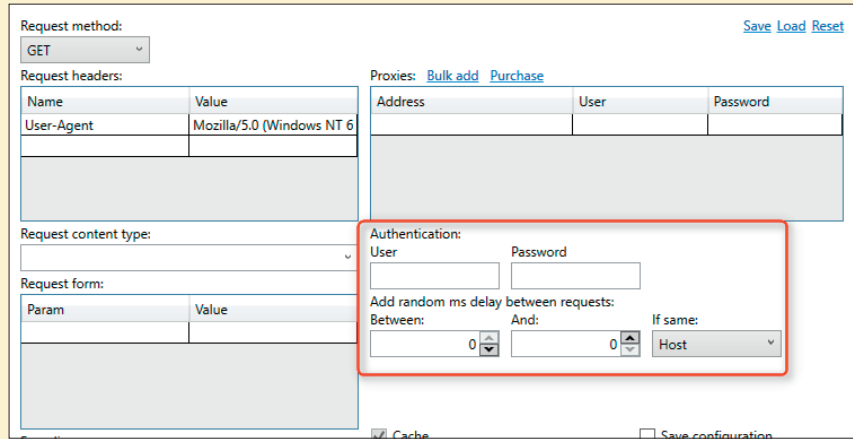 Request method:
Save Load Reset
GET
Request headers:
Proxies: Bulk add Purchase
Name Value
Address User Password
User-Agent Mozilla/5.0 (Windows NT 6
Request content type:
Authentication:
User Password
Request form:
Add random ms delay between requests:
Param Value
Between: And: If same:
0 0 Host
Cache Save configuration